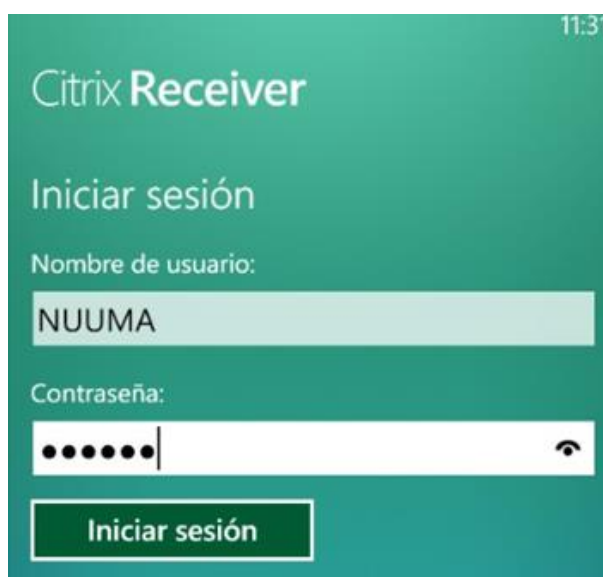 11:31
Citrix Receiver
Iniciar sesión
Nombre de usuario:
NUUMA
Contraseña:
••••••
Iniciar sesión